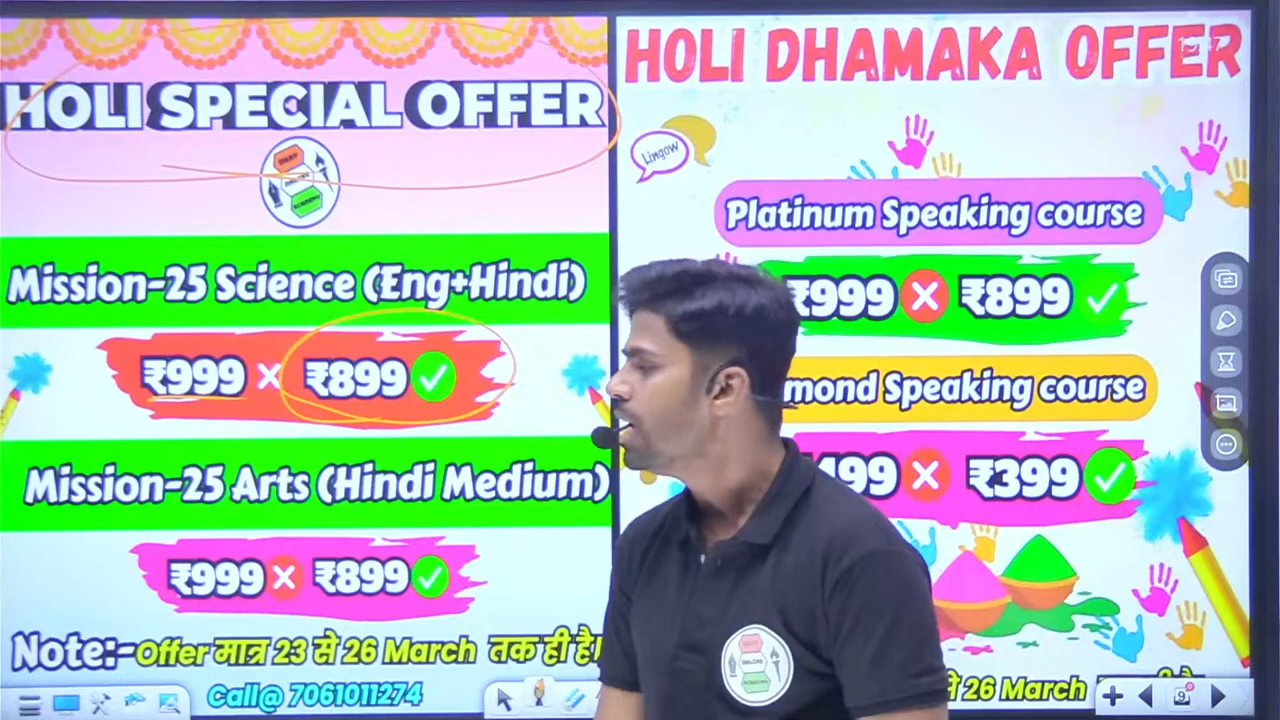 HOLI SPECIAL OFFER
Mission-25 Science (Eng+Hindi)
₹999 × ₹899
Mission-25 Arts (Hindi Medium)
₹999 × ₹899
Note:- Offer मात्र 23 से 26 March तक ही है।
Call@ 7061011274
HOLI DHAMAKA OFFER
Lingow
Platinum Speaking course
₹999 × ₹899
mond Speaking course
499 × ₹399
से 26 March
9